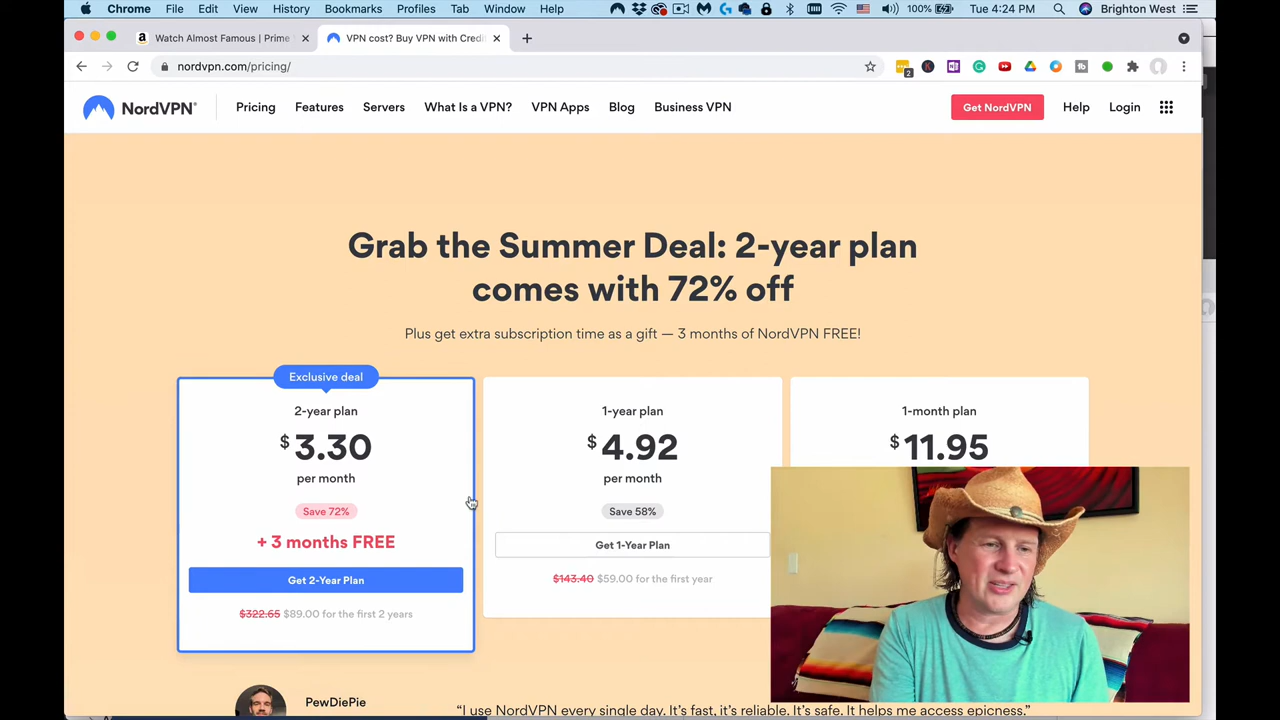 Chrome File Edit View History Bookmarks Profiles Tab Window Help 100% Tue 4:24 PM Brighton West
Watch Almost Famous | Prime VPN cost? Buy VPN with Credi
nordvpn.com/pricing/ 2
NordVPN® Pricing Features Servers What Is a VPN? VPN Apps Blog Business VPN Get NordVPN Help Login
Grab the Summer Deal: 2-year plan
comes with 72% off
Plus get extra subscription time as a gift — 3 months of NordVPN FREE!
Exclusive deal
2-year plan
$3.30
per month
Save 72%
+ 3 months FREE
Get 2-Year Plan
$322.65 $89.00 for the first 2 years
1-year plan
$4.92
per month
Save 58%
Get 1-Year Plan
$143.40 $59.00 for the first year
1-month plan
$11.95
PewDiePie
“I use NordVPN every single day. It’s fast, it’s reliable. It’s safe. It helps me access epicness.”